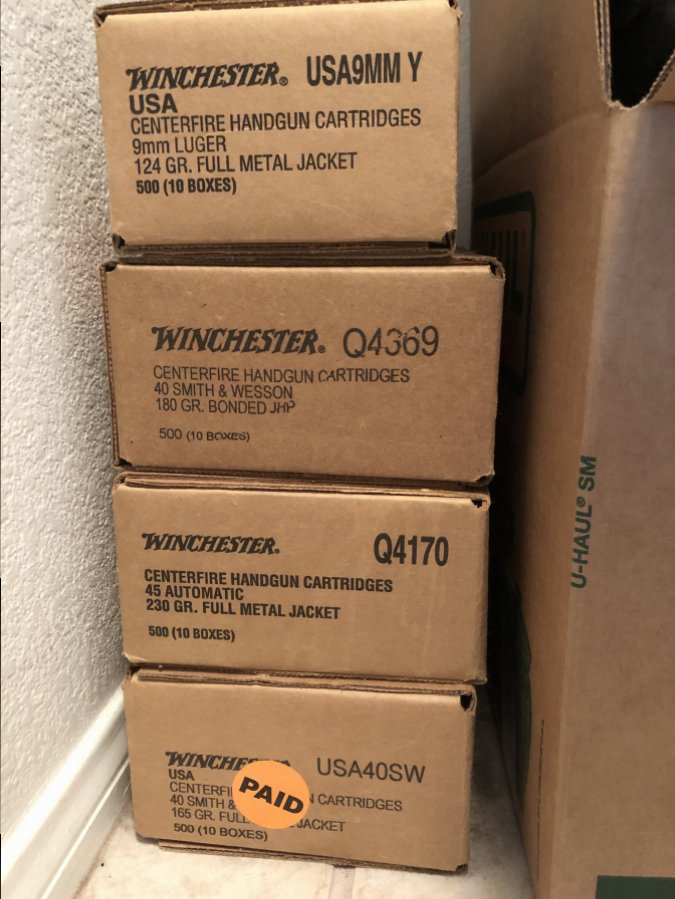 WINCHESTER® USA9MM Y
USA
CENTERFIRE HANDGUN CARTRIDGES
9mm LUGER
124 GR. FULL METAL JACKET
500 (10 BOXES)
WINCHESTER® Q4369
CENTERFIRE HANDGUN CARTRIDGES
40 SMITH & WESSON
180 GR. BONDED JHP
500 (10 BOXES)
WINCHESTER® Q4170
CENTERFIRE HANDGUN CARTRIDGES
45 AUTOMATIC
230 GR. FULL METAL JACKET
500 (10 BOXES)
USA40SW
USA
CARTRIDGES
40 SMITH &
165 GR. FULL
500 (10 BOXES)
PAID
U-HAUL® SM